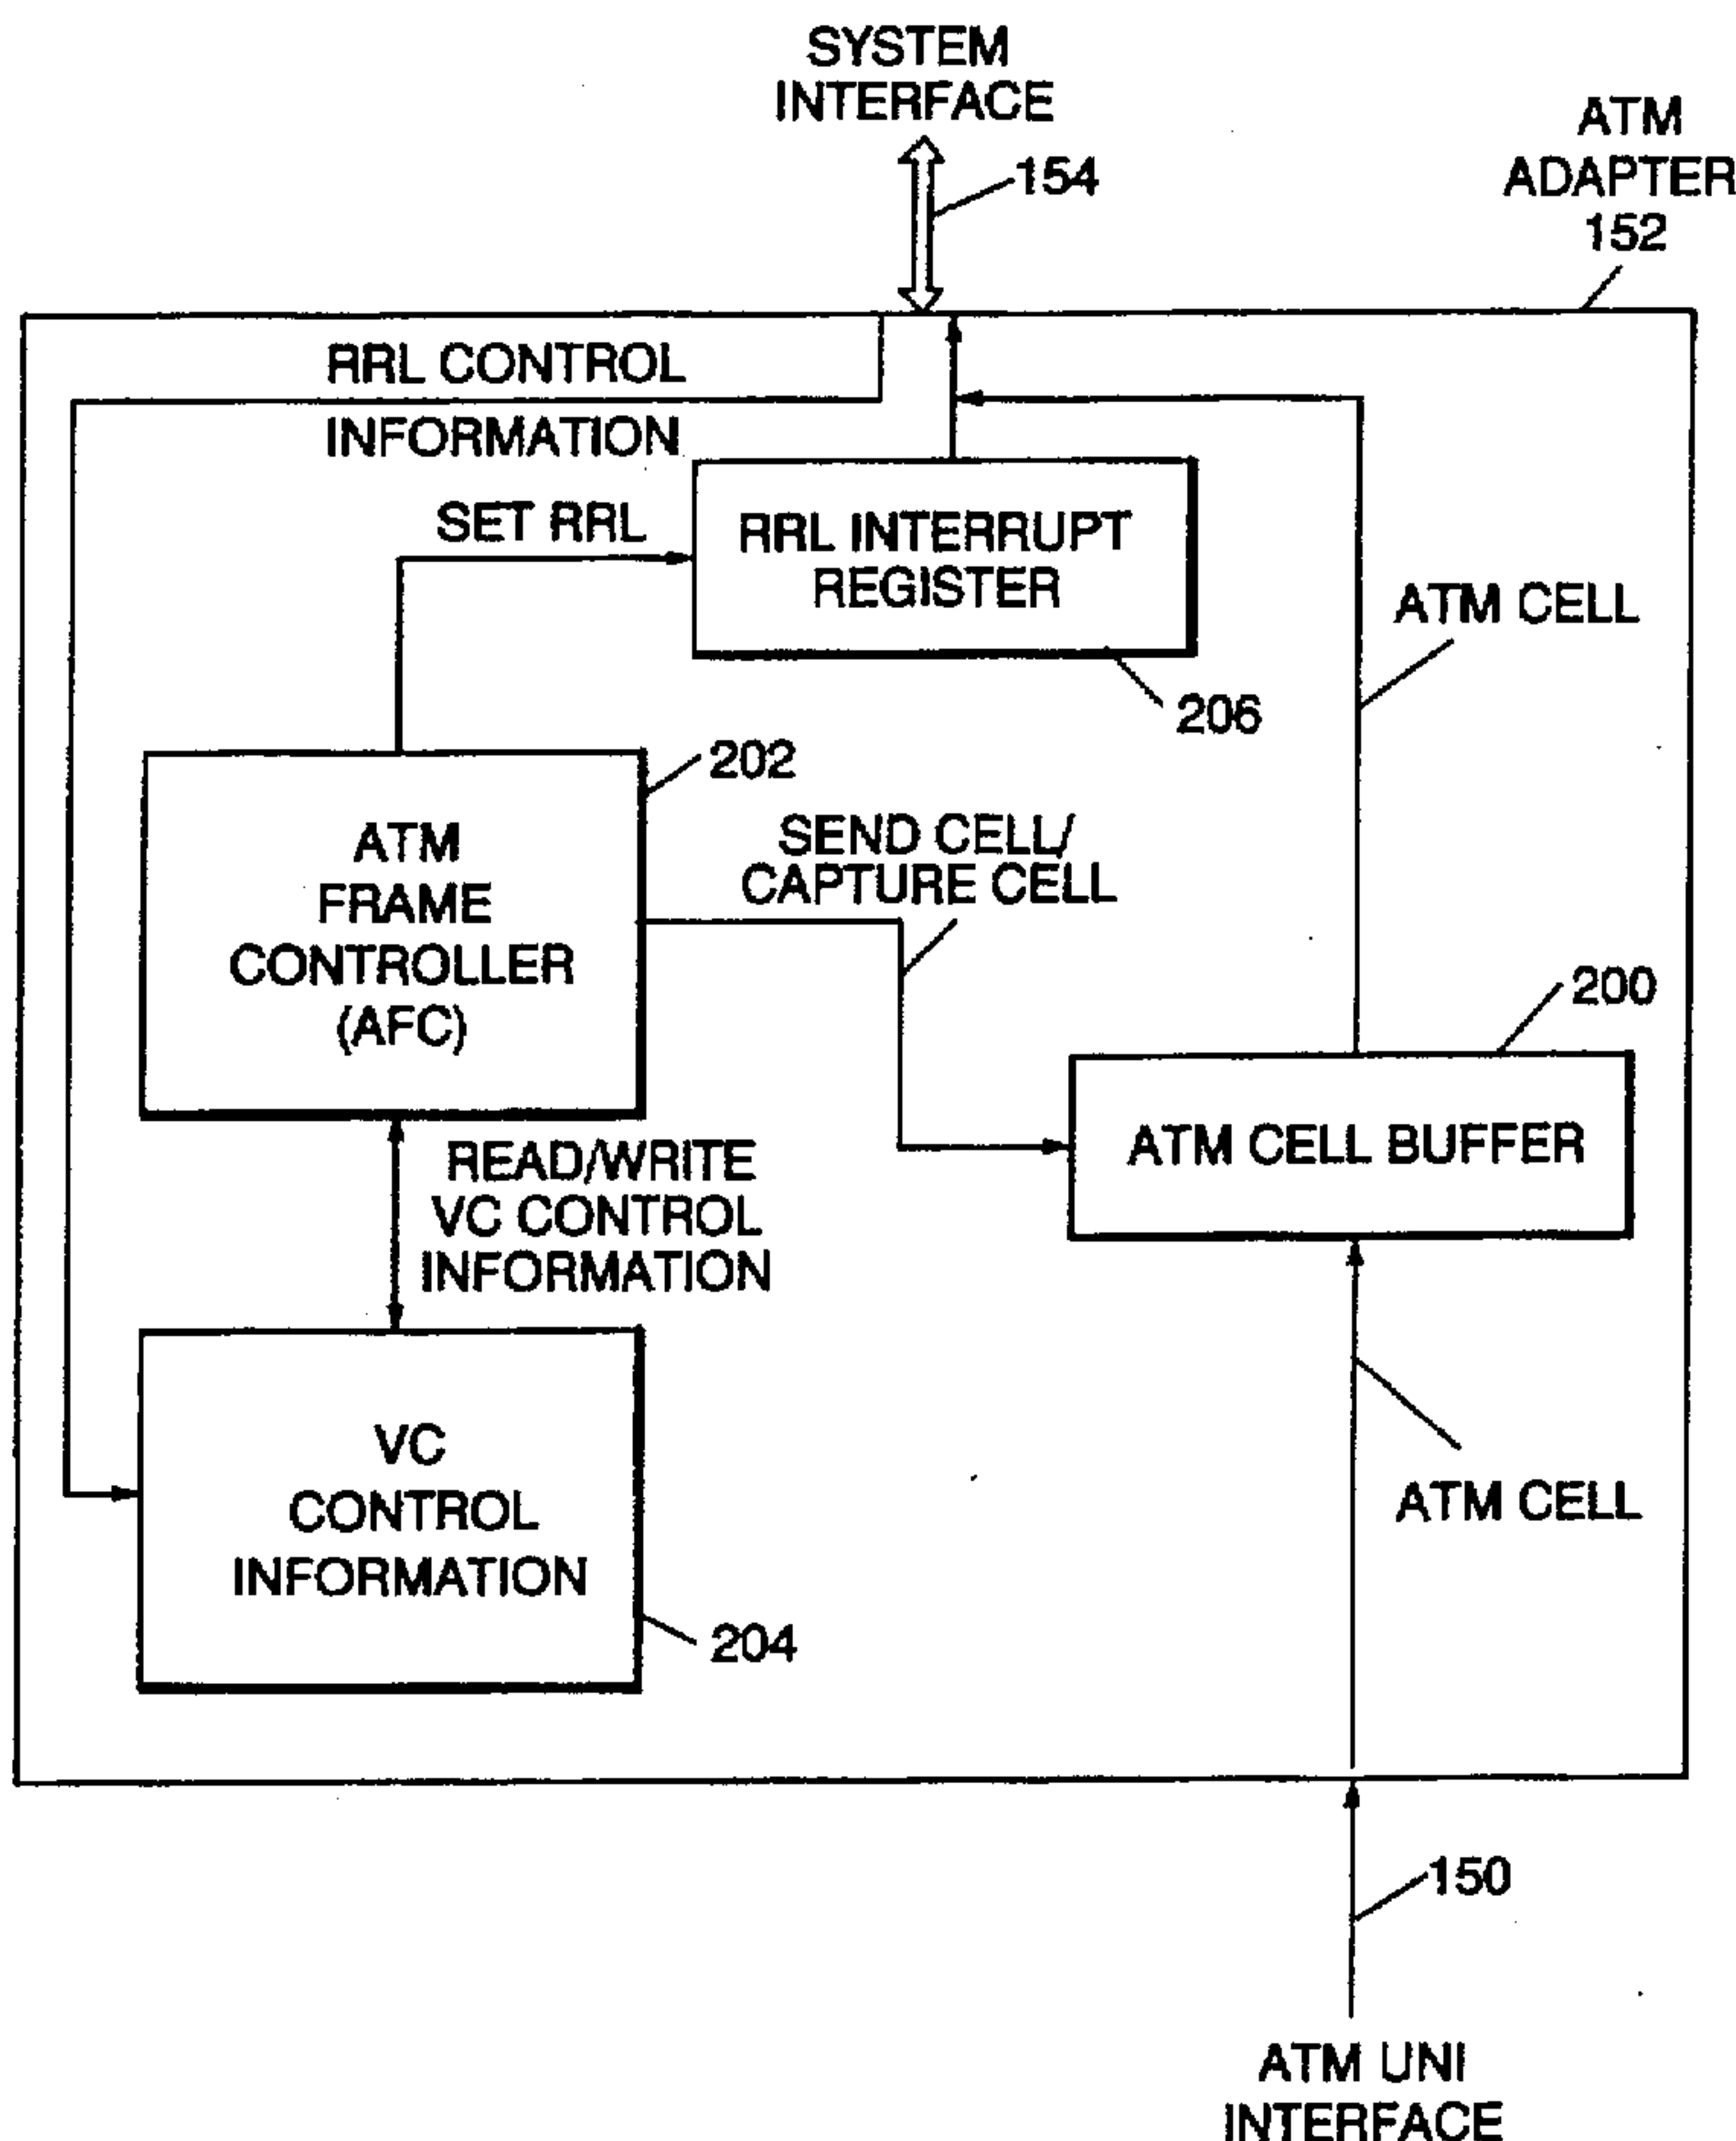 SYSTEM
INTERFACE
154
ATM
ADAPTER
152
RRL CONTROL
INFORMATION
SET RRL
RRL INTERRUPT
REGISTER
206
ATM CELL
202
ATM
FRAME
CONTROLLER
(AFC)
SEND CELL/
CAPTURE CELL
200
ATM CELL BUFFER
READ/WRITE
VC CONTROL
INFORMATION
VC
CONTROL
INFORMATION
204
ATM CELL
150
ATM UNI
INTERFACE